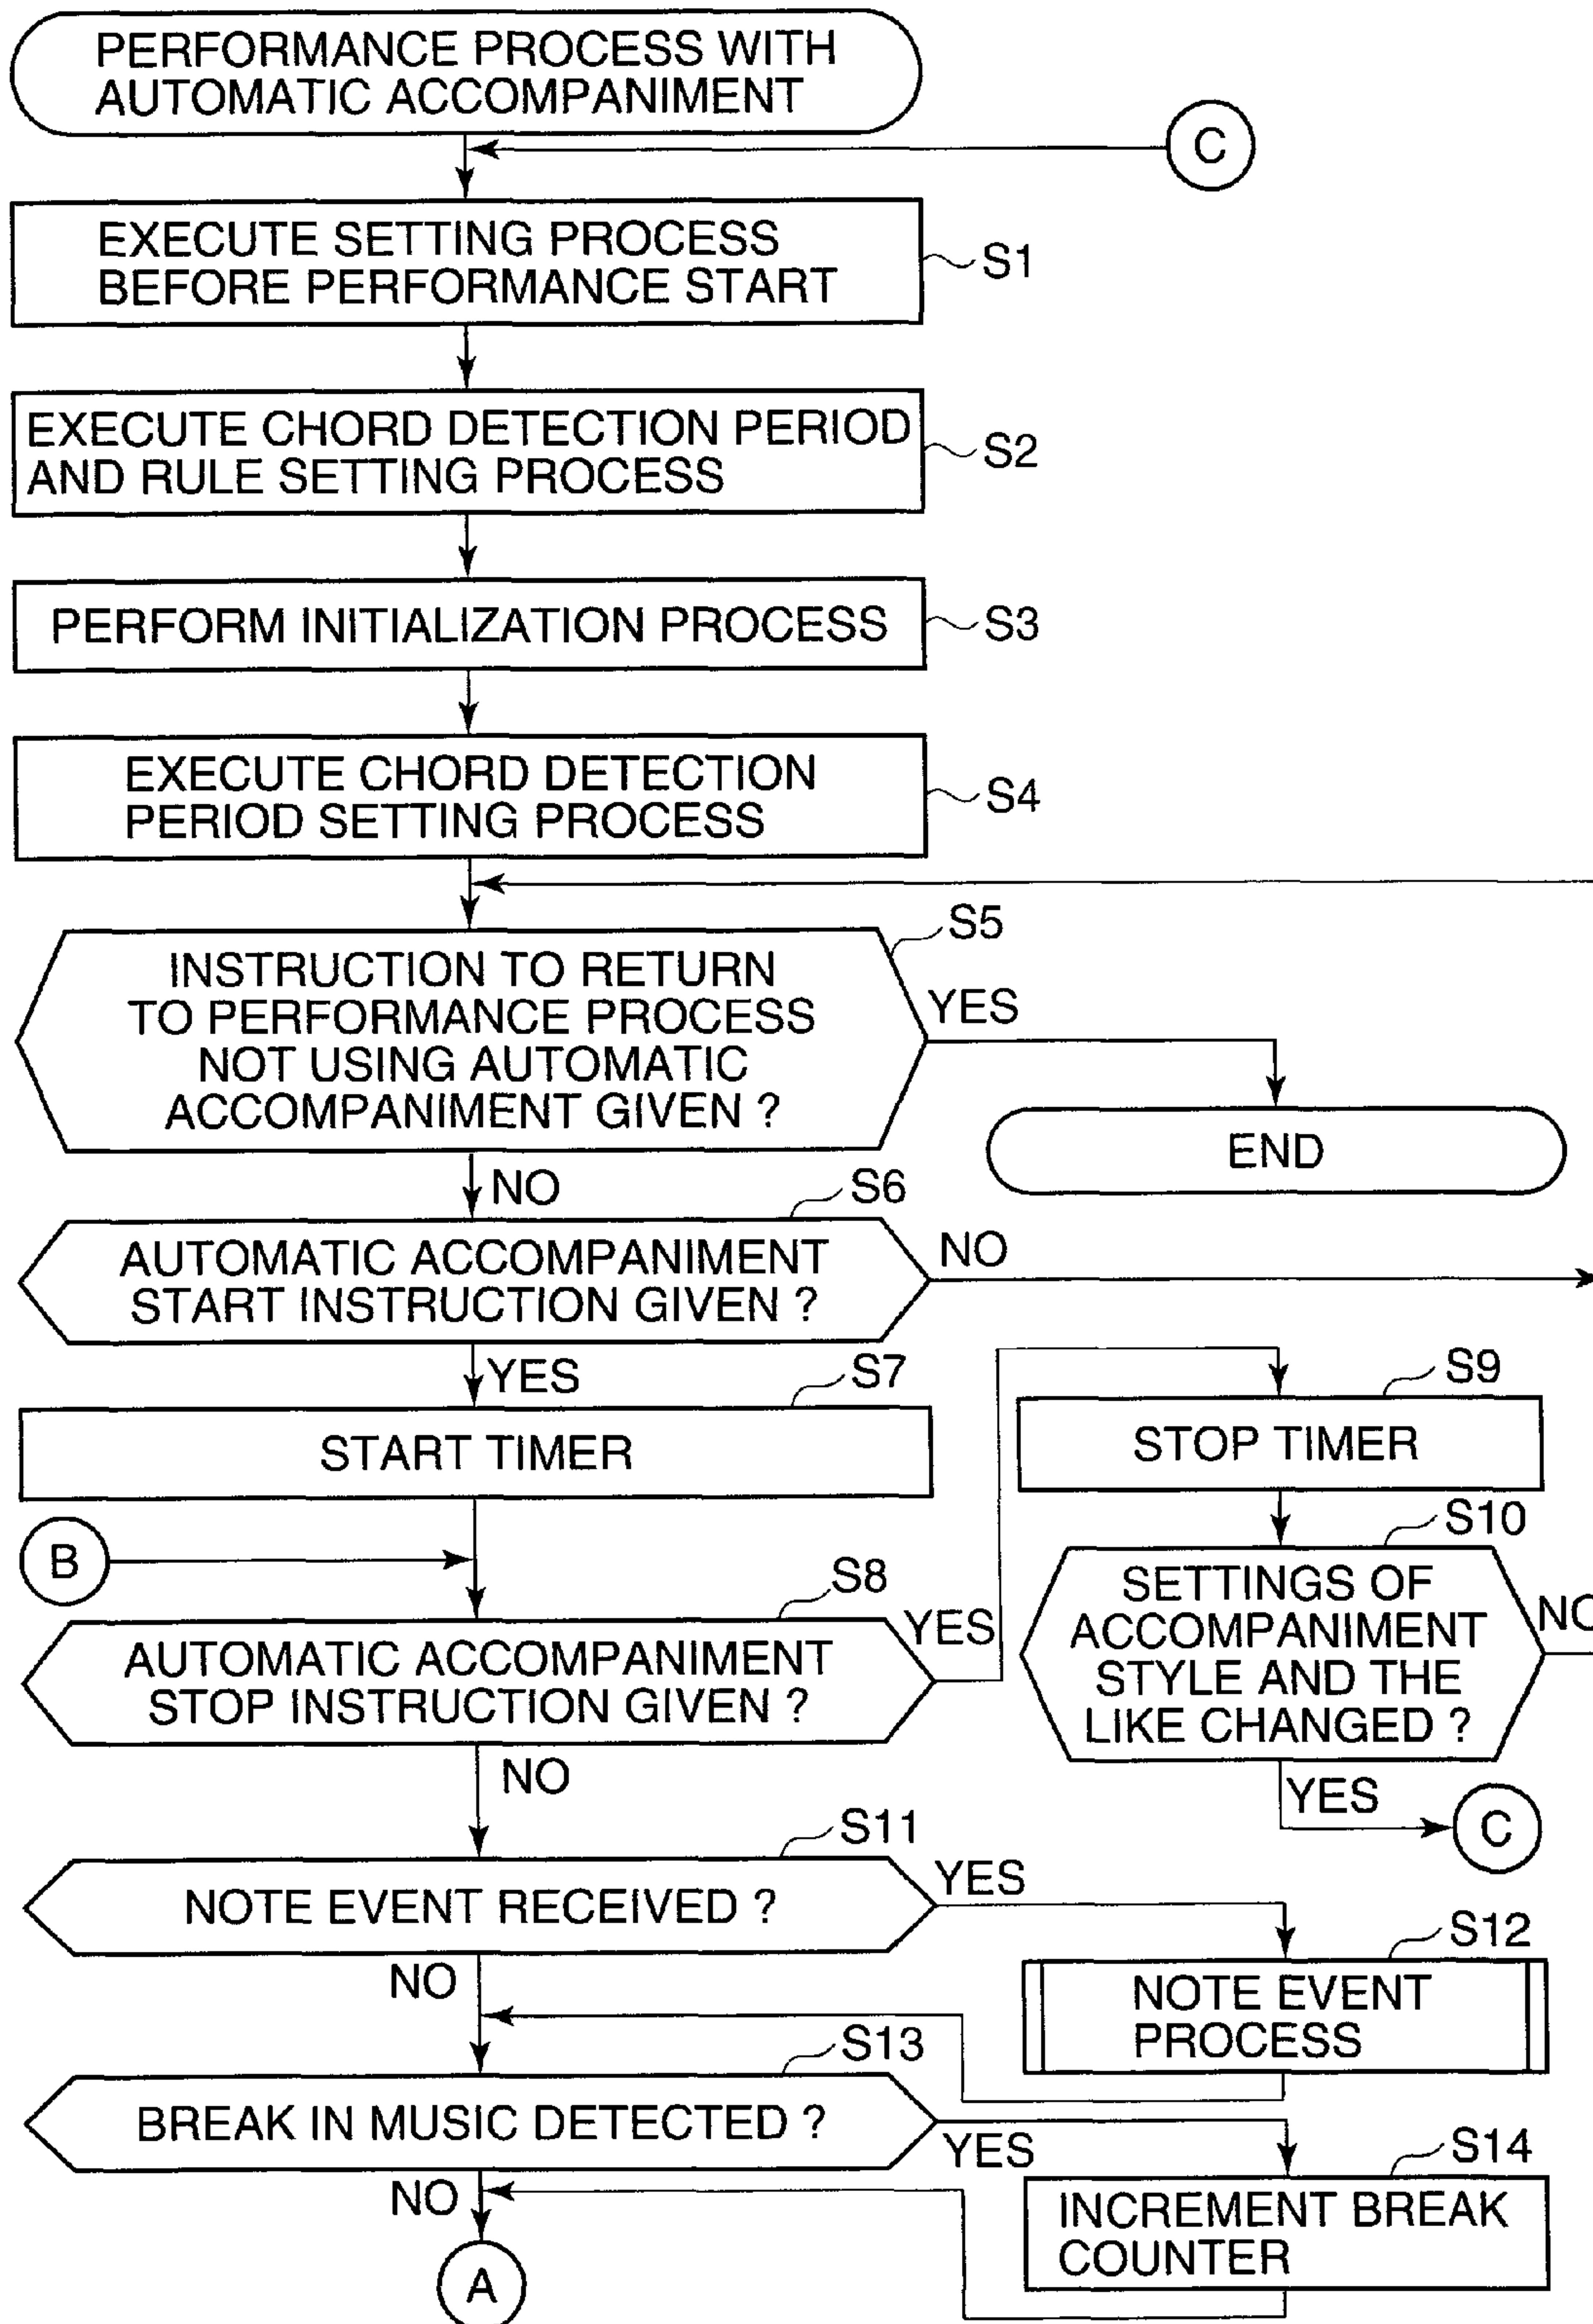 PERFORMANCE PROCESS WITH
AUTOMATIC ACCOMPANIMENT
C
EXECUTE SETTING PROCESS
BEFORE PERFORMANCE START
S1
EXECUTE CHORD DETECTION PERIOD
AND RULE SETTING PROCESS
S2
PERFORM INITIALIZATION PROCESS
S3
EXECUTE CHORD DETECTION
PERIOD SETTING PROCESS
S4
S5
INSTRUCTION TO RETURN
TO PERFORMANCE PROCESS
NOT USING AUTOMATIC
ACCOMPANIMENT GIVEN ?
YES
END
NO
S6
AUTOMATIC ACCOMPANIMENT
START INSTRUCTION GIVEN ?
NO
YES
S7
START TIMER
S9
STOP TIMER
B
S8
AUTOMATIC ACCOMPANIMENT
STOP INSTRUCTION GIVEN ?
YES
S10
SETTINGS OF
ACCOMPANIMENT
STYLE AND THE
LIKE CHANGED ?
NO
YES
C
NO
S11
NOTE EVENT RECEIVED ?
YES
S12
NOTE EVENT
PROCESS
NO
S13
BREAK IN MUSIC DETECTED ?
YES
S14
INCREMENT BREAK
COUNTER
NO
A